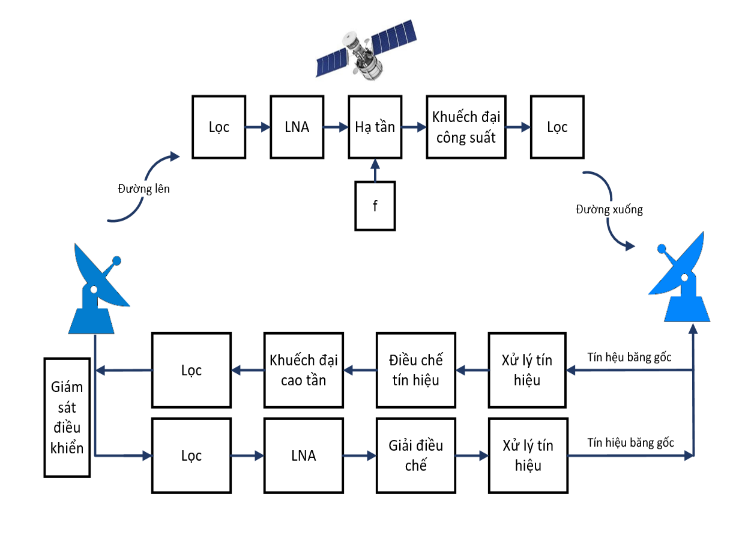 Lọc
LNA
Hạ tần
Khuếch đại
công suất
Lọc
f
Đường lên
Đường xuống
Giám
sát
điều
khiển
Lọc
Khuếch đại
cao tần
Điều chế
tín hiệu
Xử lý tín
hiệu
Tín hệu băng gốc
Lọc
LNA
Giải điều
chế
Xử lý tín
hiệu
Tín hiệu băng gốc